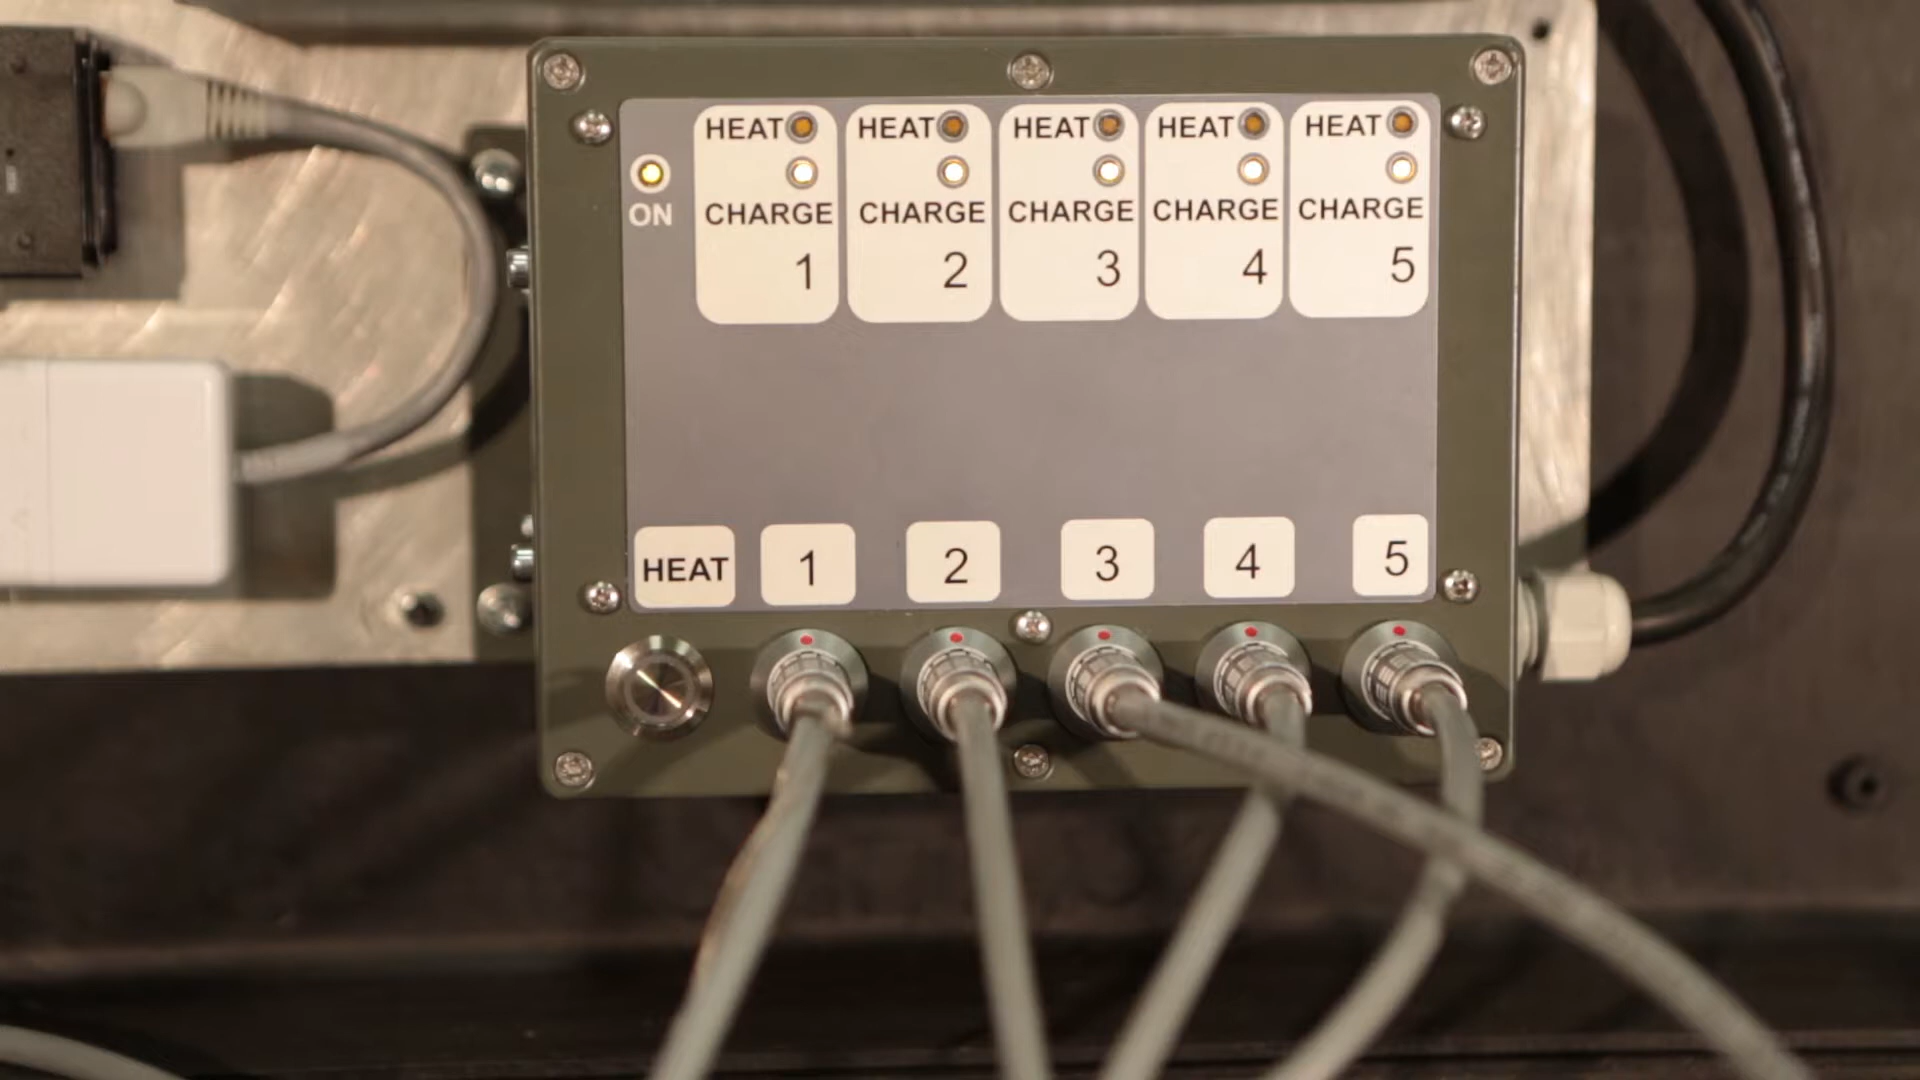 HEAT HEAT HEAT HEAT HEAT
ON
CHARGE CHARGE CHARGE CHARGE CHARGE
1 2 3 4 5
HEAT 1 2 3 4 5